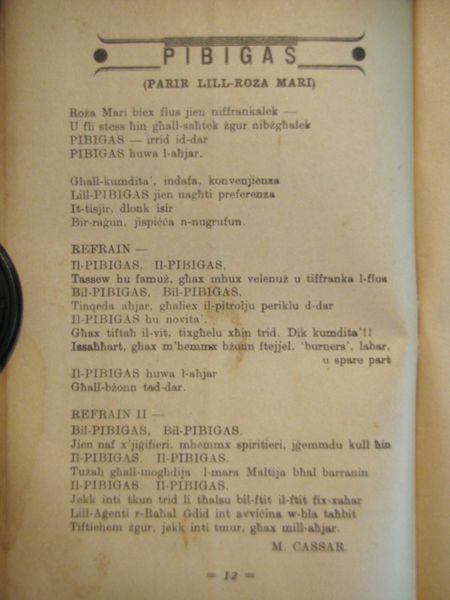 PIBIGAS
(PARIR LILL-ROZA MARI)
Roża Mari biex flus jien niffrankalek —
U fli stess ħin għall-saħtek żgur nibżgħalek
PIBIGAS — irrid id-dar
PIBIGAS huwa l-aħjar.
Għall-kumdita', indafa, konvenjienza
Lill-PIBIGAS jien nagħti preferenza
It-tisjir, dlonk isir
Bir-raġun, jispiċċa n-nugrufun.
REFRAIN —
Il-PIBIGAS, Il-PIBIGAS,
Tassew hu famuż, għax mhux velenuż u tiffranka l-flus
Bil-PIBIGAS, Bil-PIBIGAS,
Tinqeda aħjar, għaliex il-pitrolju periklu d-dar
Il-PIBIGAS hu novita'.
Għax tiftaħ il-vit, tixgħelu xħin trid. Dik kumdita'!!
Issaħħart, għax m'hemmx bżonn ftejjel, 'burners', labar,
u spare part
Il-PIBIGAS huwa l-aħjar
Għall-bżonn tad-dar.
REFRAIN II —
Bil-PIBIGAS, Bil-PIBIGAS.
Jien naf x'jiġifieri, mhemmx spiritieri, jgemmdu kull ħin
Il-PIBIGAS. Il-PIBIGAS.
Tużaħ għall-mogħdija l-mara Maltija bħal barranin
Il-PIBIGAS. Il-PIBIGAS.
Jekk inti tkun trid li tħalsu bil-ftit il-ftit fix-xahar
Lill-Aġenti r-Raħal Ġdid int avviċina w-bla taħbit
Tiftiehem żgur, jekk inti tmur, għax mill-aħjar.
M. CASSAR.
= 12 =